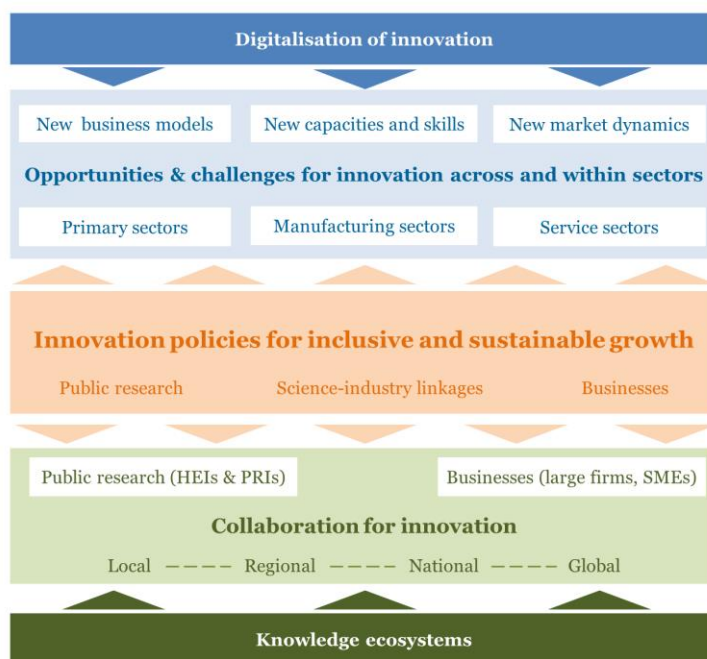 Digitalisation of innovation
New business models New capacities and skills New market dynamics
Opportunities & challenges for innovation across and within sectors
Primary sectors Manufacturing sectors Service sectors
Innovation policies for inclusive and sustainable growth
Public research Science-industry linkages Businesses
Public research (HEIs & PRIs) Businesses (large firms, SMEs)
Collaboration for innovation
Local – – – – Regional – – – – National – – – – Global
Knowledge ecosystems